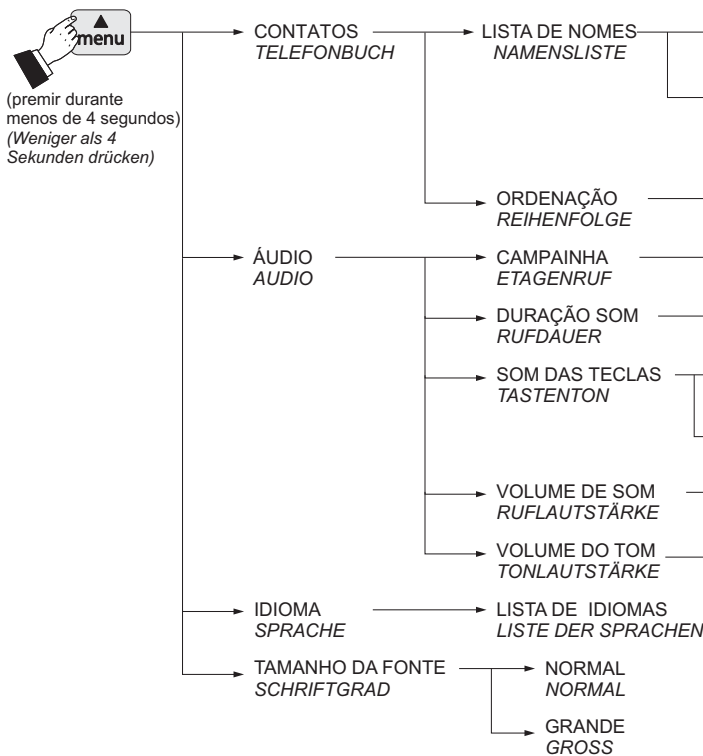 menu
(premir durante
menos de 4 segundos)
(Weniger als 4
Sekunden drücken)
CONTATOS
TELEFONBUCH
LISTA DE NOMES
NAMENSLISTE
ORDENAÇÃO
REIHENFOLGE
ÁUDIO
AUDIO
CAMPAINHA
ETAGENRUF
DURAÇÃO SOM
RUFDAUER
SOM DAS TECLAS
TASTENTON
VOLUME DE SOM
RUFLAUTSTÄRKE
VOLUME DO TOM
TONLAUTSTÄRKE
IDIOMA
SPRACHE
LISTA DE IDIOMAS
LISTE DER SPRACHEN
TAMANHO DA FONTE
SCHRIFTGRAD
NORMAL
NORMAL
GRANDE
GROSS